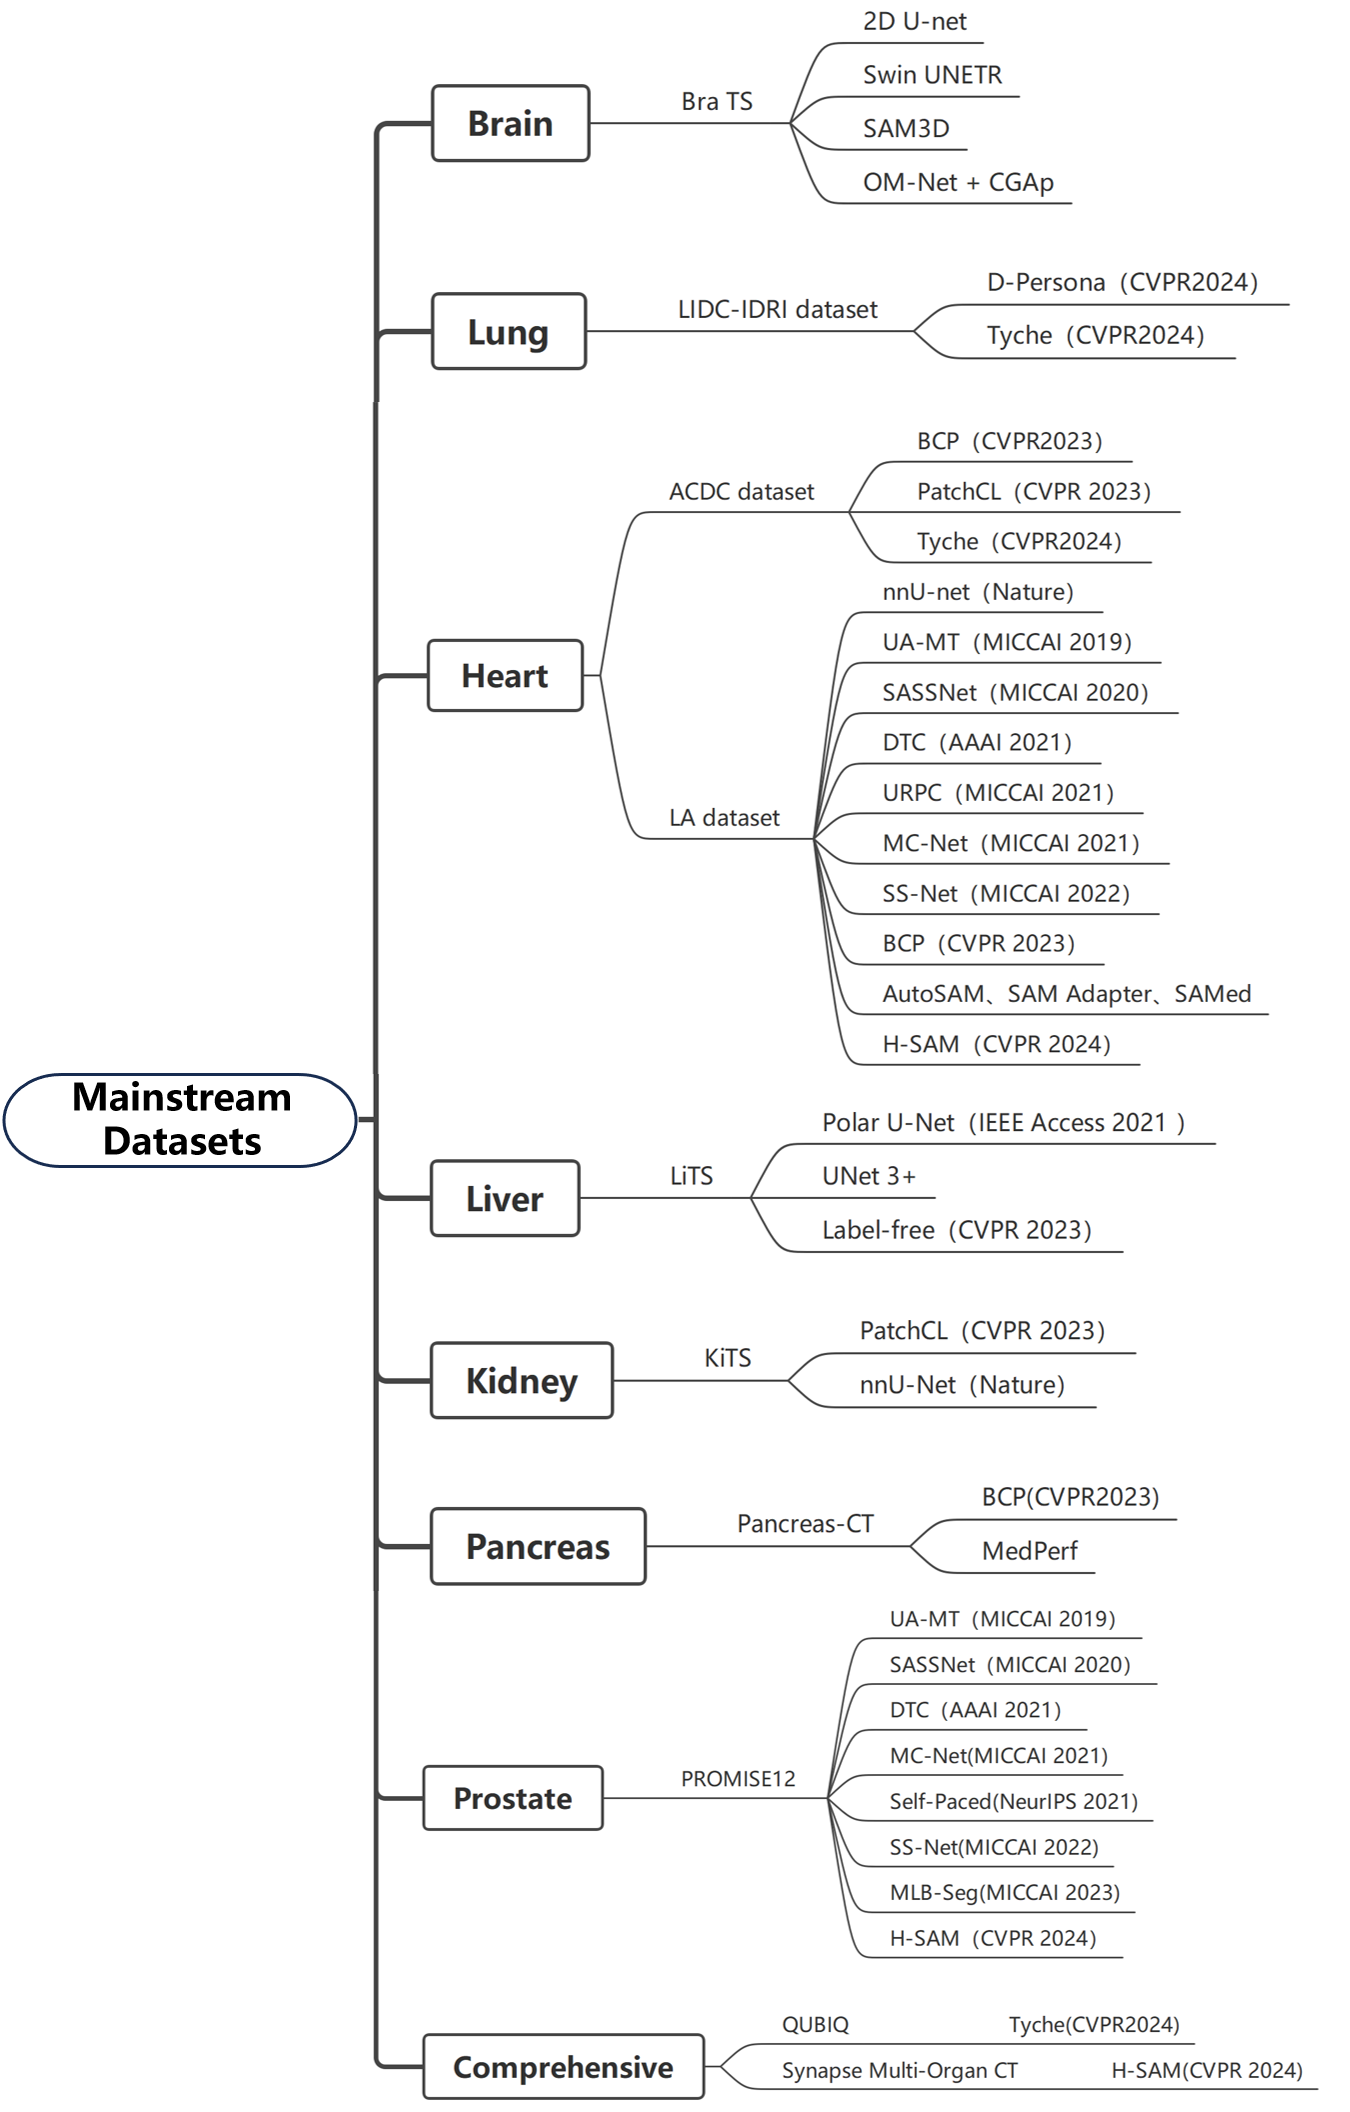 Mainstream
Datasets
Brain
Bra TS
2D U-net
Swin UNETR
SAM3D
OM-Net + CGAp
Lung
LIDC-IDRI dataset
D-Persona（CVPR2024）
Tyche（CVPR2024）
Heart
ACDC dataset
BCP（CVPR2023）
PatchCL（CVPR 2023）
Tyche（CVPR2024）
LA dataset
nnU-net（Nature）
UA-MT（MICCAI 2019）
SASSNet（MICCAI 2020）
DTC（AAAI 2021）
URPC（MICCAI 2021）
MC-Net（MICCAI 2021）
SS-Net（MICCAI 2022）
BCP（CVPR 2023）
AutoSAM、SAM Adapter、SAMed
H-SAM（CVPR 2024）
Liver
LiTS
Polar U-Net（IEEE Access 2021 ）
UNet 3+
Label-free（CVPR 2023）
Kidney
KiTS
PatchCL（CVPR 2023）
nnU-Net（Nature）
Pancreas
Pancreas-CT
BCP(CVPR2023)
MedPerf
Prostate
PROMISE12
UA-MT（MICCAI 2019）
SASSNet（MICCAI 2020）
DTC（AAAI 2021）
MC-Net(MICCAI 2021)
Self-Paced(NeurIPS 2021)
SS-Net(MICCAI 2022)
MLB-Seg(MICCAI 2023)
H-SAM（CVPR 2024）
Comprehensive
QUBIQ Tyche(CVPR2024)
Synapse Multi-Organ CT H-SAM(CVPR 2024)